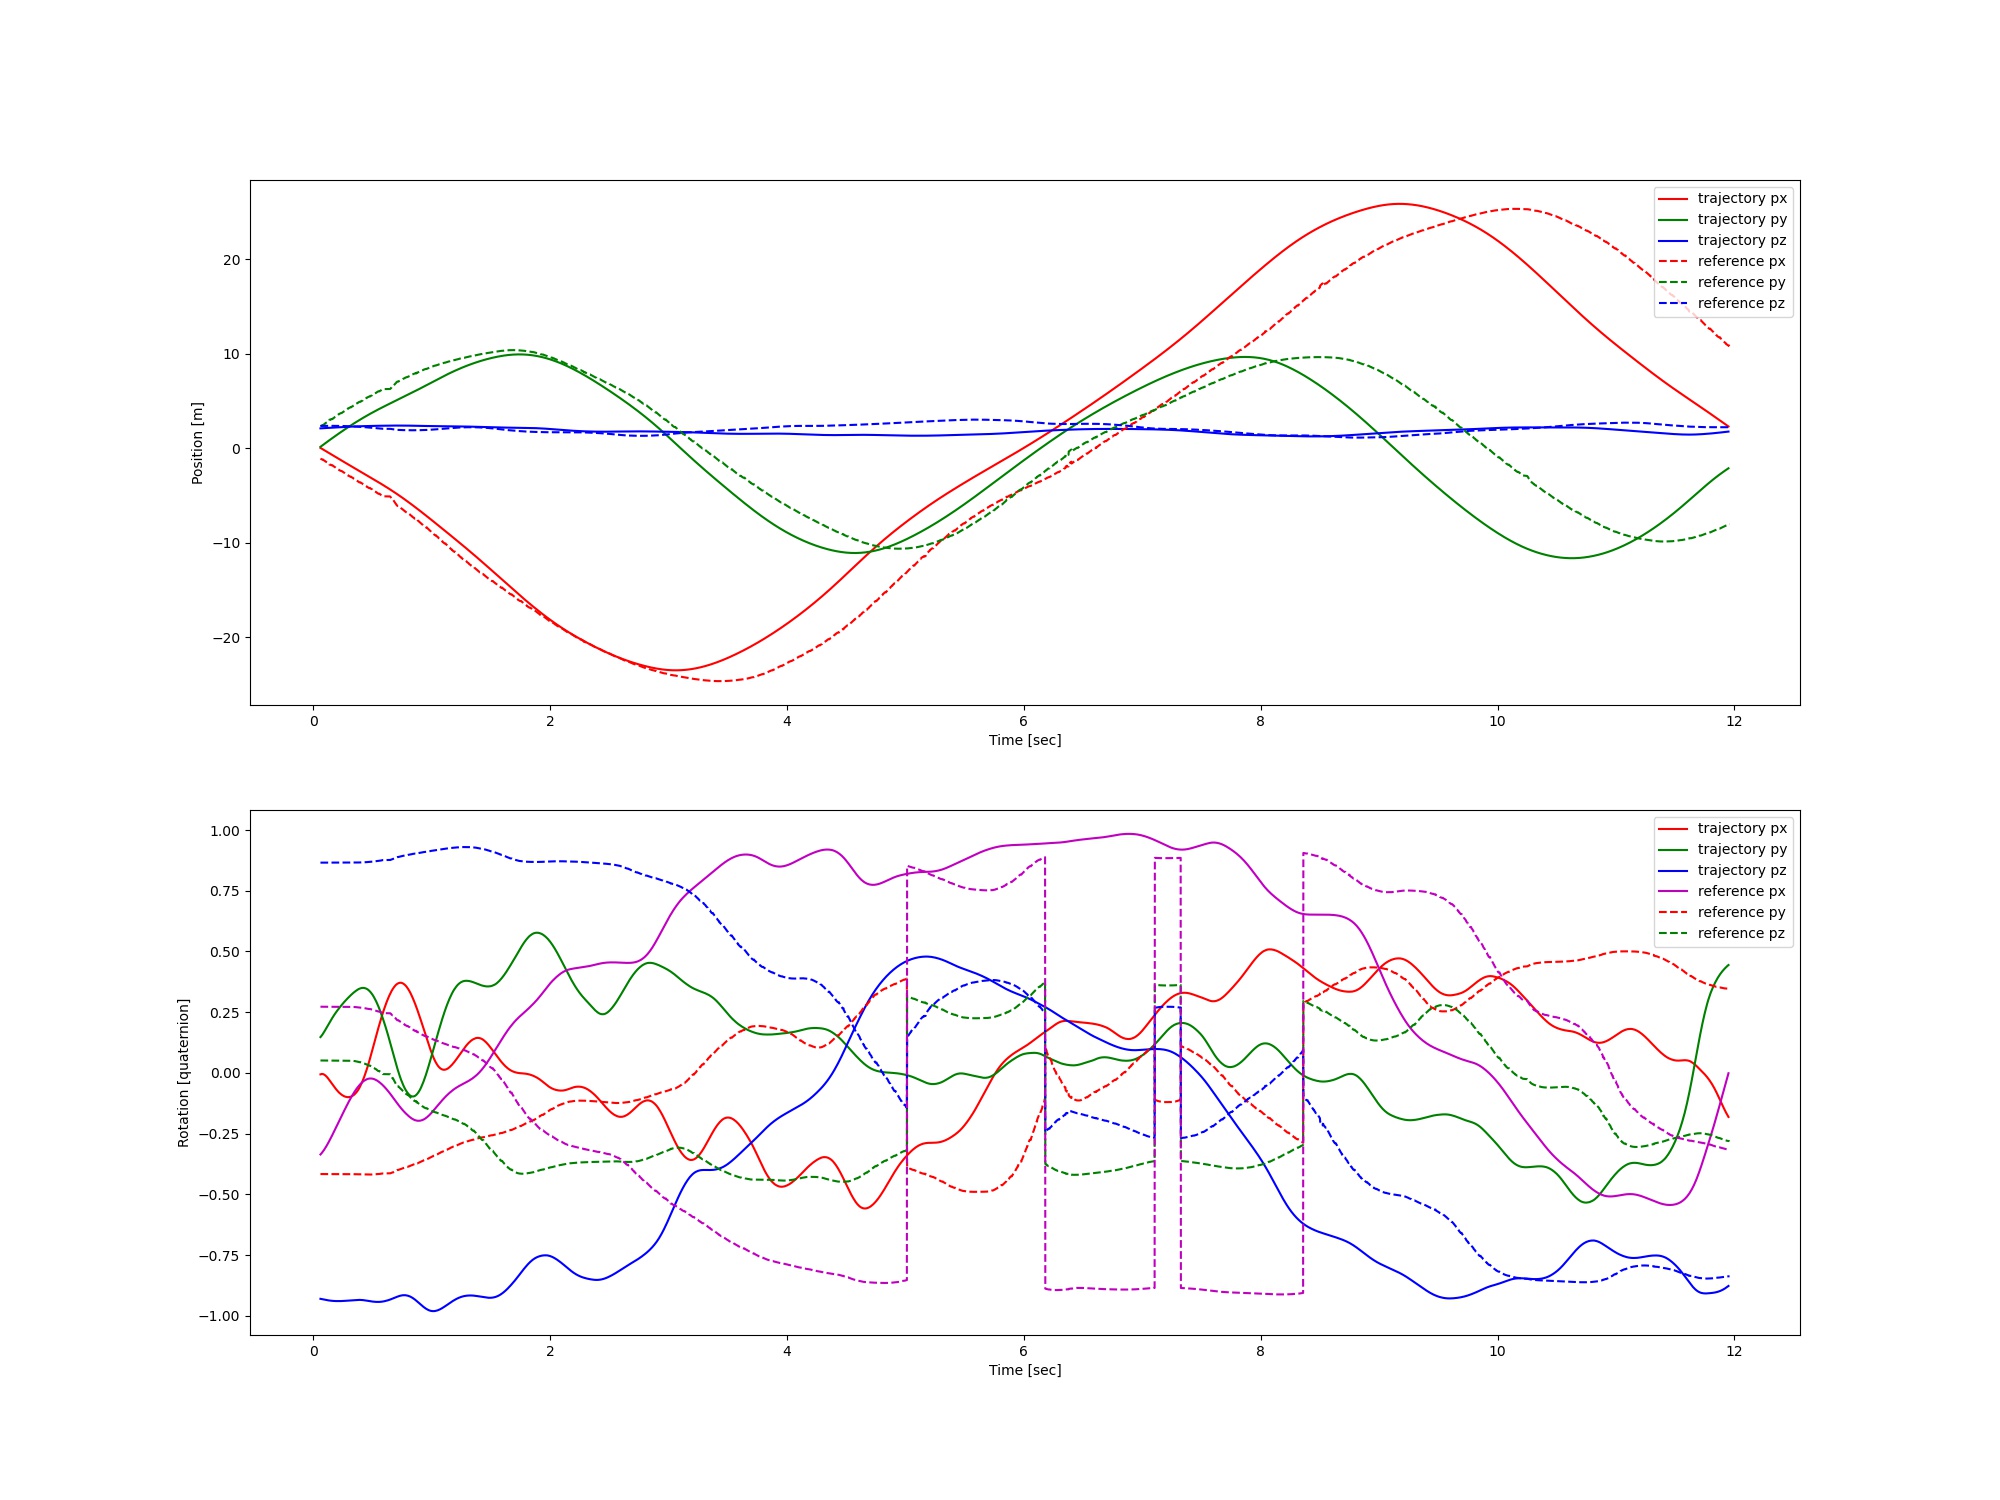 20
10
0
−10
−20
Position [m]
trajectory px
trajectory py
trajectory pz
reference px
reference py
reference pz
0 2 4 6 8 10 12
Time [sec]
1.00
0.75
0.50
0.25
0.00
−0.25
−0.50
−0.75
−1.00
Rotation [quaternion]
trajectory px
trajectory py
trajectory pz
reference px
reference py
reference pz
0 2 4 6 8 10 12
Time [sec]